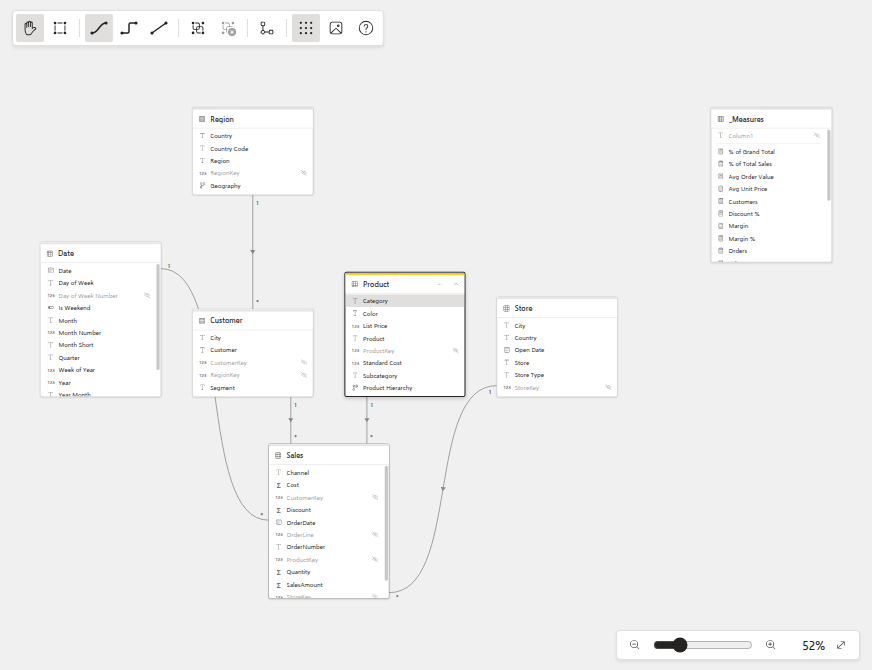 Region
Country
Country Code
Region
RegionKey
Geography
1
*
_Measures
Column1
% of Grand Total
% of Total Sales
Avg Order Value
Avg Unit Price
Customers
Discount %
Margin
Margin %
Orders
Date
Date
Day of Week
Day of Week Number
Is Weekend
Month
Month Number
Month Short
Quarter
Week of Year
Year
Year Month
1
Customer
City
Customer
CustomerKey
RegionKey
Segment
1
*
Product
Category
Color
List Price
Product
ProductKey
Standard Cost
Subcategory
Product Hierarchy
1
*
Store
City
Country
Open Date
Store
Store Type
StoreKey
1
Sales
Channel
Cost
CustomerKey
Discount
OrderDate
OrderLine
OrderNumber
ProductKey
Quantity
SalesAmount
StoreKey
*
*
52%